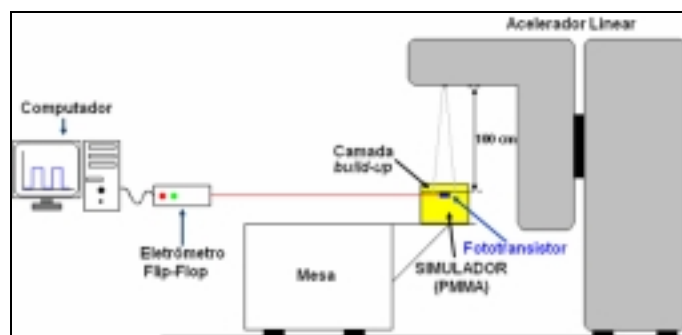 Acelerador Linear
Computador
100 cm
Camada
build-up
Fototransistor
Eletrômetro
Flip-Flop
Mesa
SIMULADOR
(PMMA)